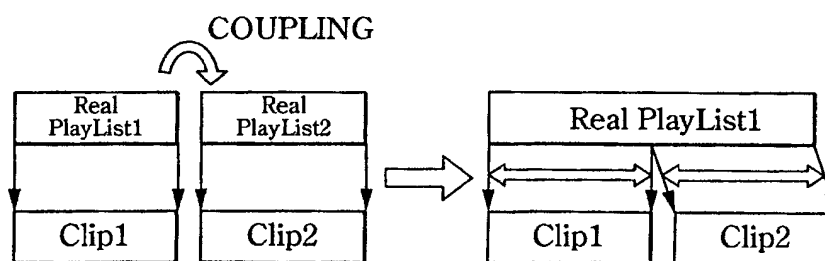 COUPLING
Real
PlayList1
Real
PlayList2
Real PlayList1
Clip1
Clip2
Clip1
Clip2